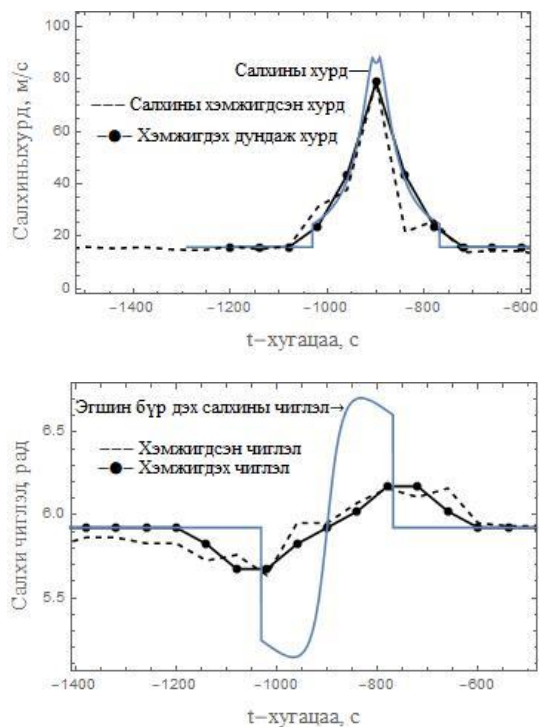 Салхиныхурд, м/с
100
80
60
40
20
0
Салхины хурд
Салхины хэмжигдсэн хурд
Хэмжигдэх дундаж хурд
−1400 −1200 −1000 −800 −600
t−хугацаа, с
Салхи чиглэл, рад
6.5
6.0
5.5
Эгшин бүр дэх салхины чиглэл→
Хэмжигдсэн чиглэл
Хэмжигдэх чиглэл
−1400 −1200 −1000 −800 −600
t−хугацаа, с